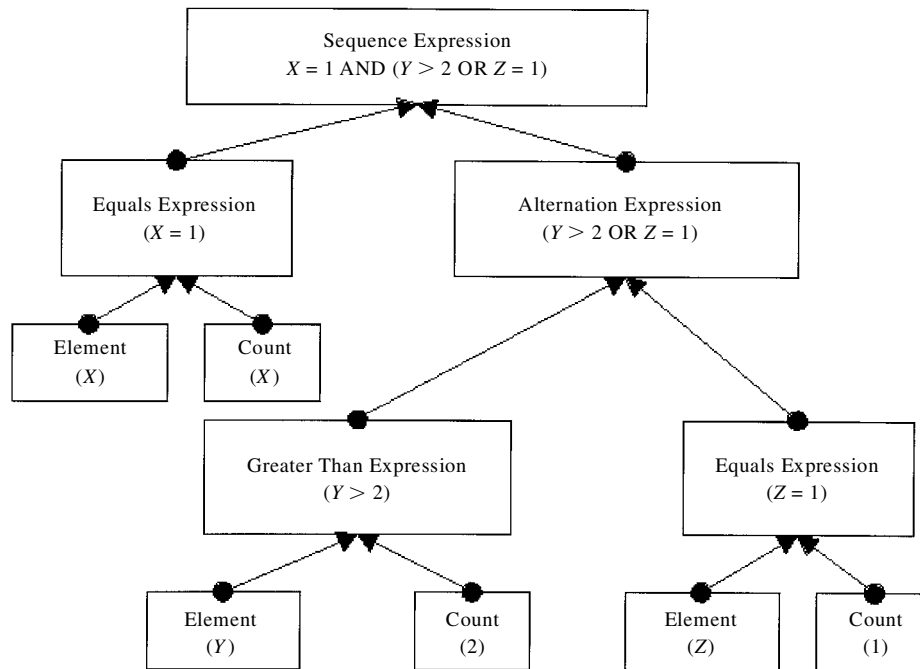 Sequence Expression
X = 1 AND (Y > 2 OR Z = 1)
Equals Expression
(X = 1)
Alternation Expression
(Y > 2 OR Z = 1)
Element
(X)
Count
(X)
Greater Than Expression
(Y > 2)
Equals Expression
(Z = 1)
Element
(Y)
Count
(2)
Element
(Z)
Count
(1)